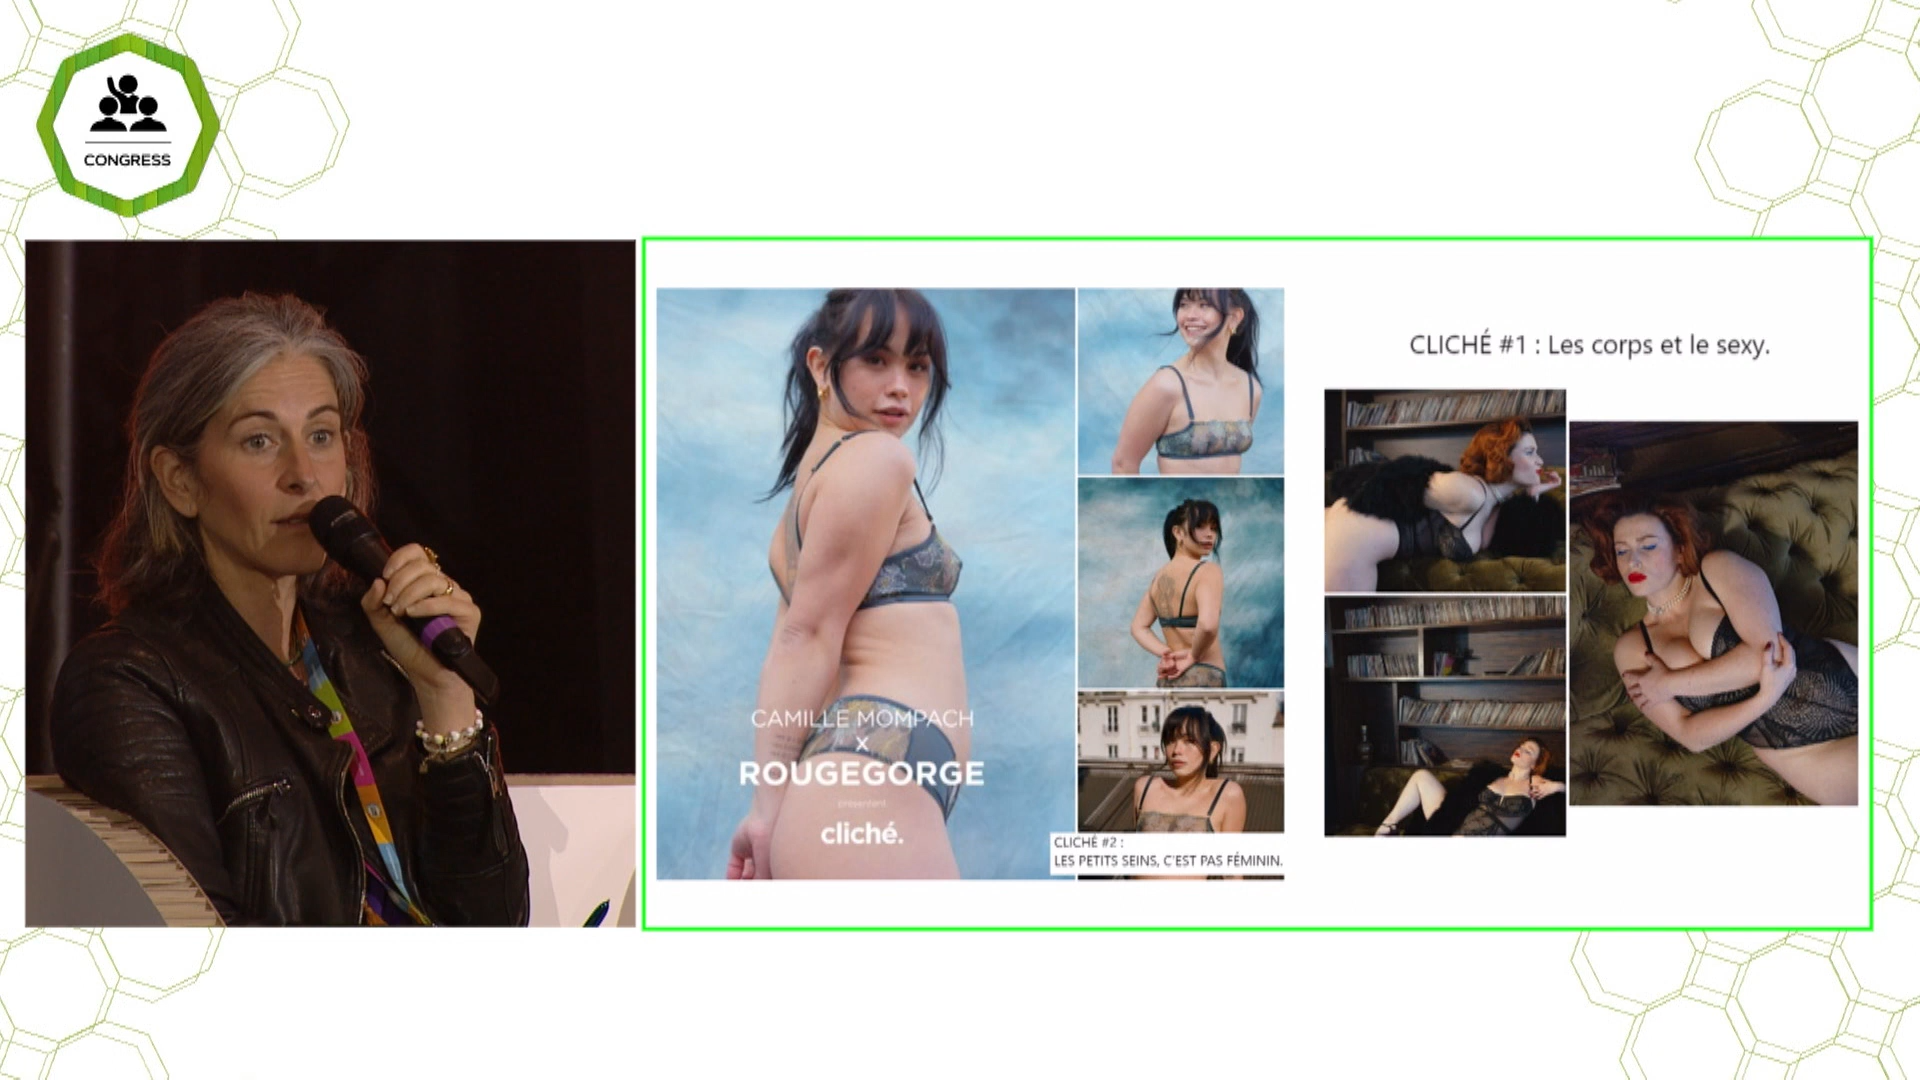 CONGRESS
CAMILLE MOMPACH
X
ROUGEGORGE
présentent
cliché.
CLICHÉ #2 :
LES PETITS SEINS, C'EST PAS FÉMININ.
CLICHÉ #1 : Les corps et le sexy.